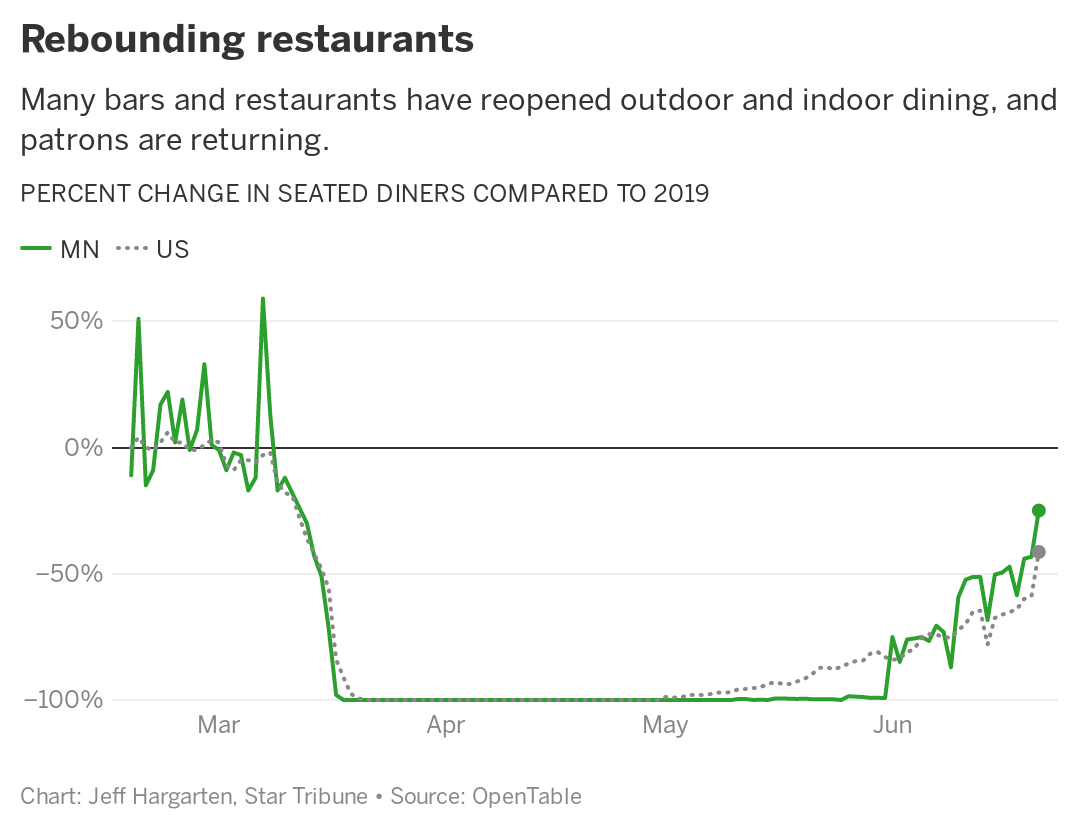 Rebounding restaurants
Many bars and restaurants have reopened outdoor and indoor dining, and
patrons are returning.
PERCENT CHANGE IN SEATED DINERS COMPARED TO 2019
MN US
50%
0%
−50%
−100%
Mar Apr May Jun
Chart: Jeff Hargarten, Star Tribune • Source: OpenTable